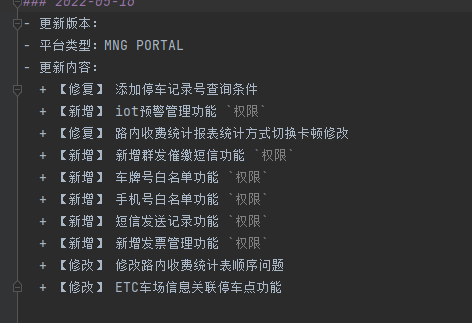 ### 2022-05-16
- 更新版本：
- 平台类型：MNG PORTAL
- 更新内容：
+ 【修复】 添加停车记录号查询条件
+ 【新增】 iot预警管理功能 `权限`
+ 【修复】 路内收费统计报表统计方式切换卡顿修改
+ 【新增】 新增群发催缴短信功能 `权限`
+ 【新增】 车牌号白名单功能 `权限`
+ 【新增】 手机号白名单功能 `权限`
+ 【新增】 短信发送记录功能 `权限`
+ 【新增】 新增发票管理功能 `权限`
+ 【修改】 修改路内收费统计表顺序问题
+ 【修改】 ETC车场信息关联停车点功能